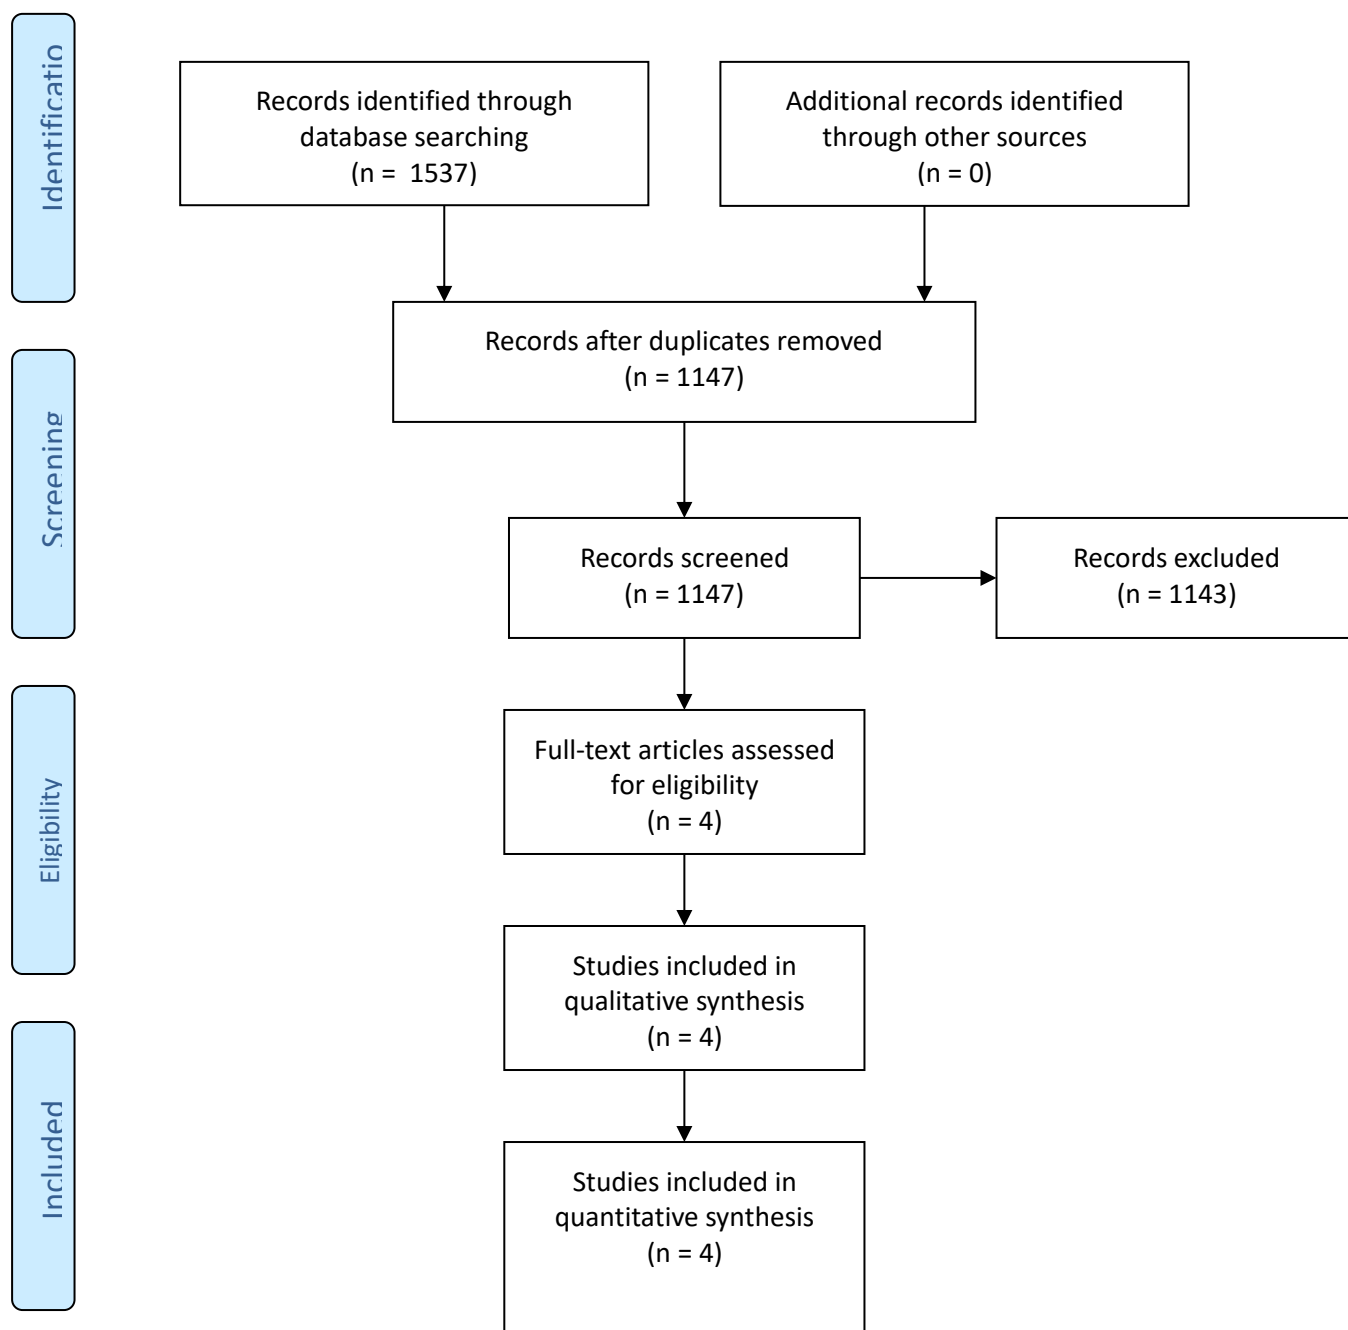 Identificatio
Records identified through
database searching
(n =  1537)
Additional records identified
through other sources
(n = 0)
Records after duplicates removed
(n = 1147)
Screening
Records screened
(n = 1147)
Records excluded
(n = 1143)
Eligibility
Full-text articles assessed
for eligibility
(n = 4)
Studies included in
qualitative synthesis
(n = 4)
Included
Studies included in
quantitative synthesis
(n = 4)